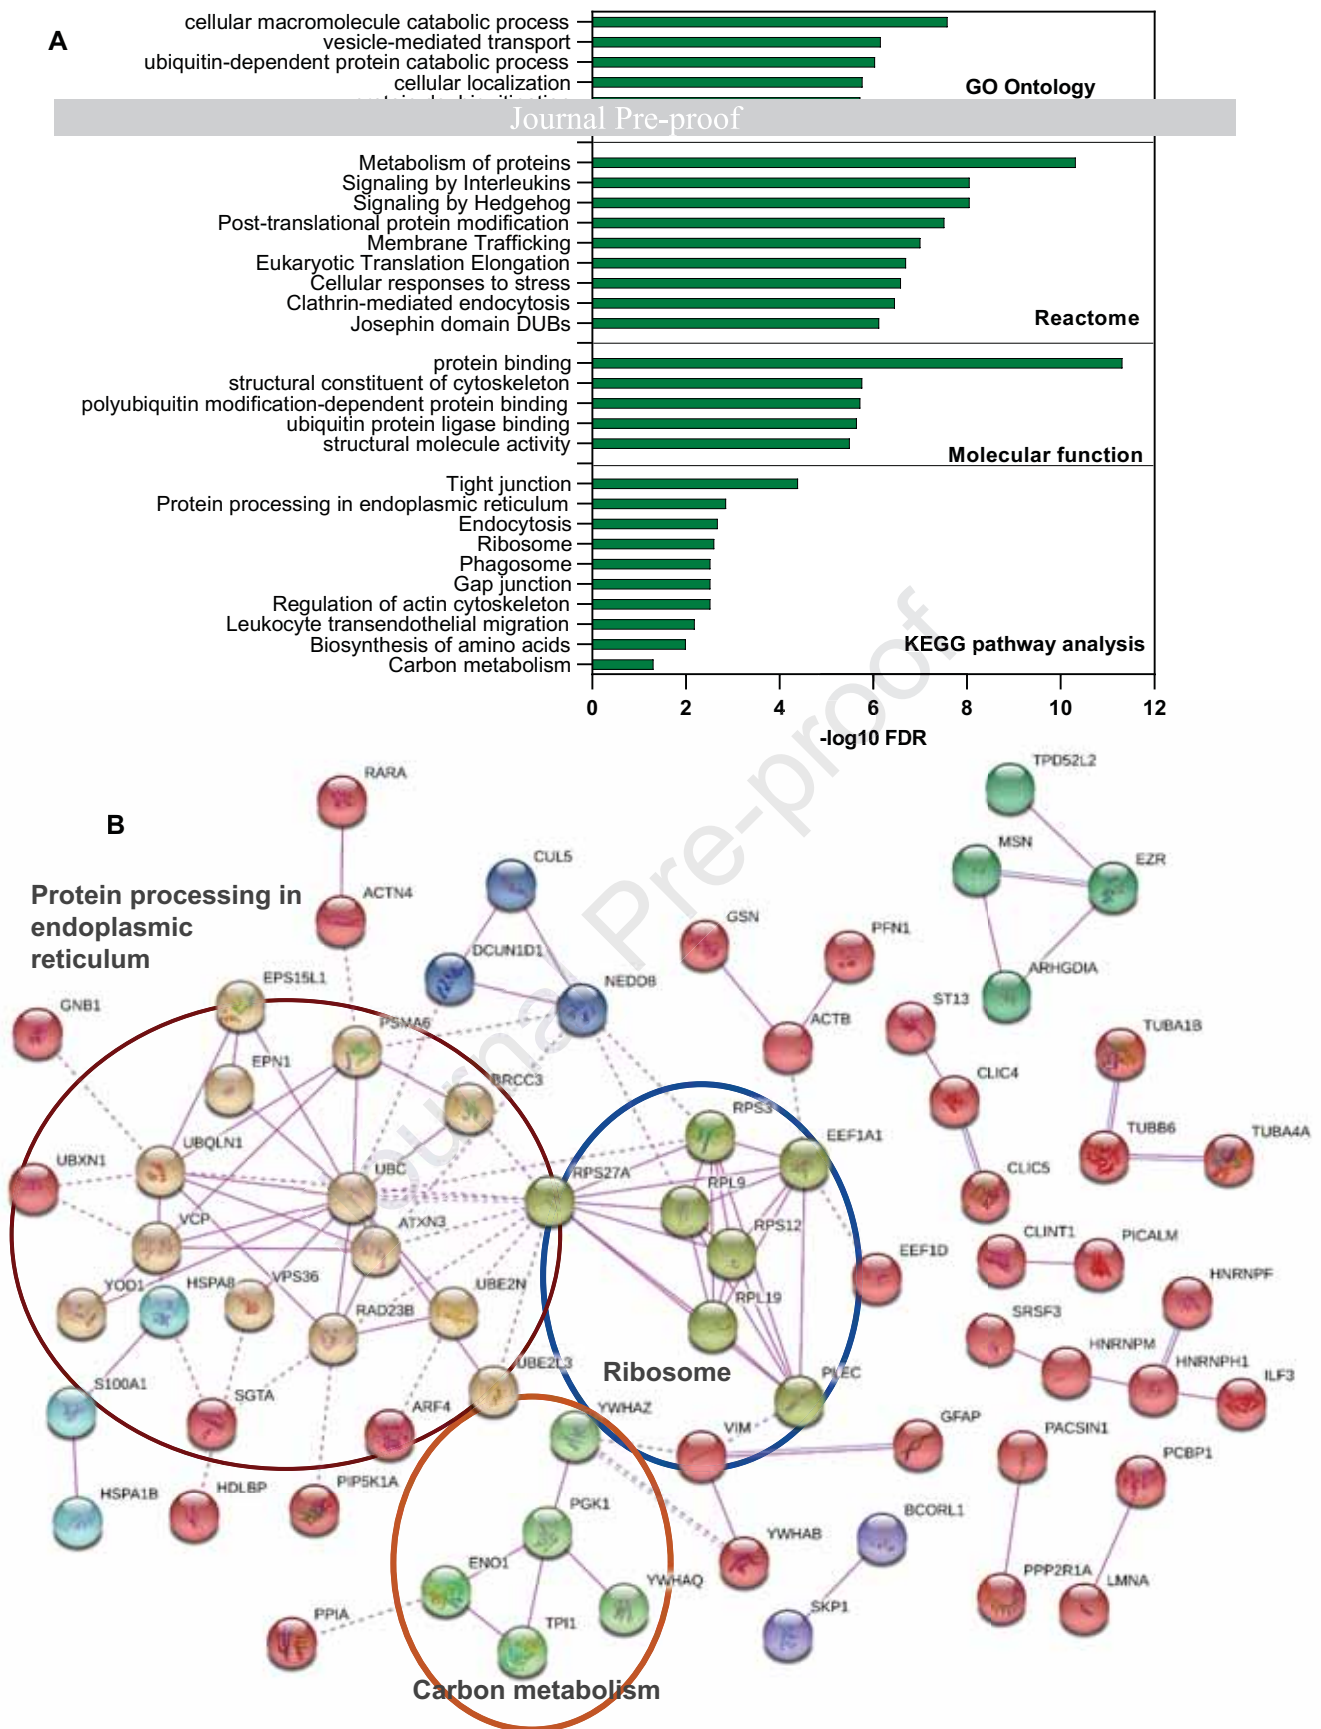 A
cellular macromolecule catabolic process
vesicle-mediated transport
ubiquitin-dependent protein catabolic process
cellular localization
GO Ontology
Journal Pre-proof
Metabolism of proteins
Signaling by Interleukins
Signaling by Hedgehog
Post-translational protein modification
Membrane Trafficking
Eukaryotic Translation Elongation
Cellular responses to stress
Clathrin-mediated endocytosis
Josephin domain DUBs
Reactome
protein binding
structural constituent of cytoskeleton
polyubiquitin modification-dependent protein binding
ubiquitin protein ligase binding
structural molecule activity
Molecular function
Tight junction
Protein processing in endoplasmic reticulum
Endocytosis
Ribosome
Phagosome
Gap junction
Regulation of actin cytoskeleton
Leukocyte transendothelial migration
Biosynthesis of amino acids
Carbon metabolism
KEGG pathway analysis
0 2 4 6 8 10 12
-log10 FDR
Journal Pre-proof
B
Protein processing in
endoplasmic
reticulum
RARA
TPD52L2
MSN
EZR
CUL5
ACTN4
GSN
PFN1
DCUN1D1
NEDD8
ARHGDIA
EPS15L1
GNB1
PSMA6
ACTB
ST13
TUBA1B
EPN1
BRCC3
CLIC4
RPS3
EEF1A1
TUBB6
TUBA4A
UBQLN1
UBXN1
UBC
RPS27A
RPL9
CLIC5
VCP
ATXN3
RPS12
CLINT1
PICALM
EEF1D
YOD1
HSPA8
VPS36
UBE2N
HNRNPF
RAD23B
RPL19
SRSF3
HNRNPM
HNRNPH1
ILF3
UBE2L3
Ribosome
PLEC
S100A1
SGTA
ARF4
YWHAZ
VIM
GFAP
PACSIN1
PCBP1
HSPA1B
HDLBP
PIP5K1A
PGK1
BCORL1
YWHAB
ENO1
YWHAQ
PPP2R1A
LMNA
PPIA
TPI1
SKP1
Carbon metabolism